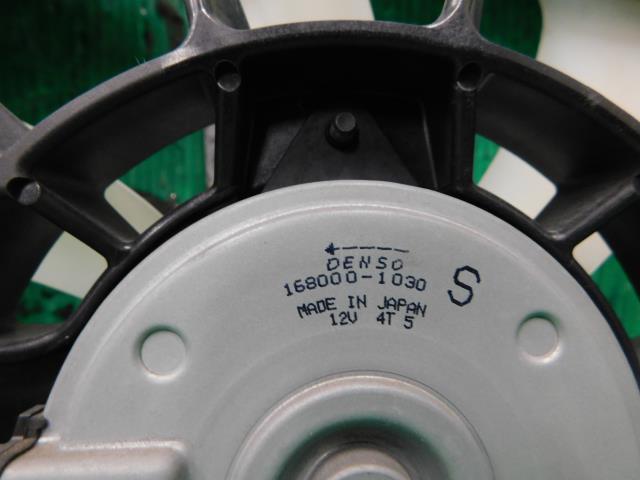 DENSO
168000-1030
S
MADE IN JAPAN
12V 4T 5